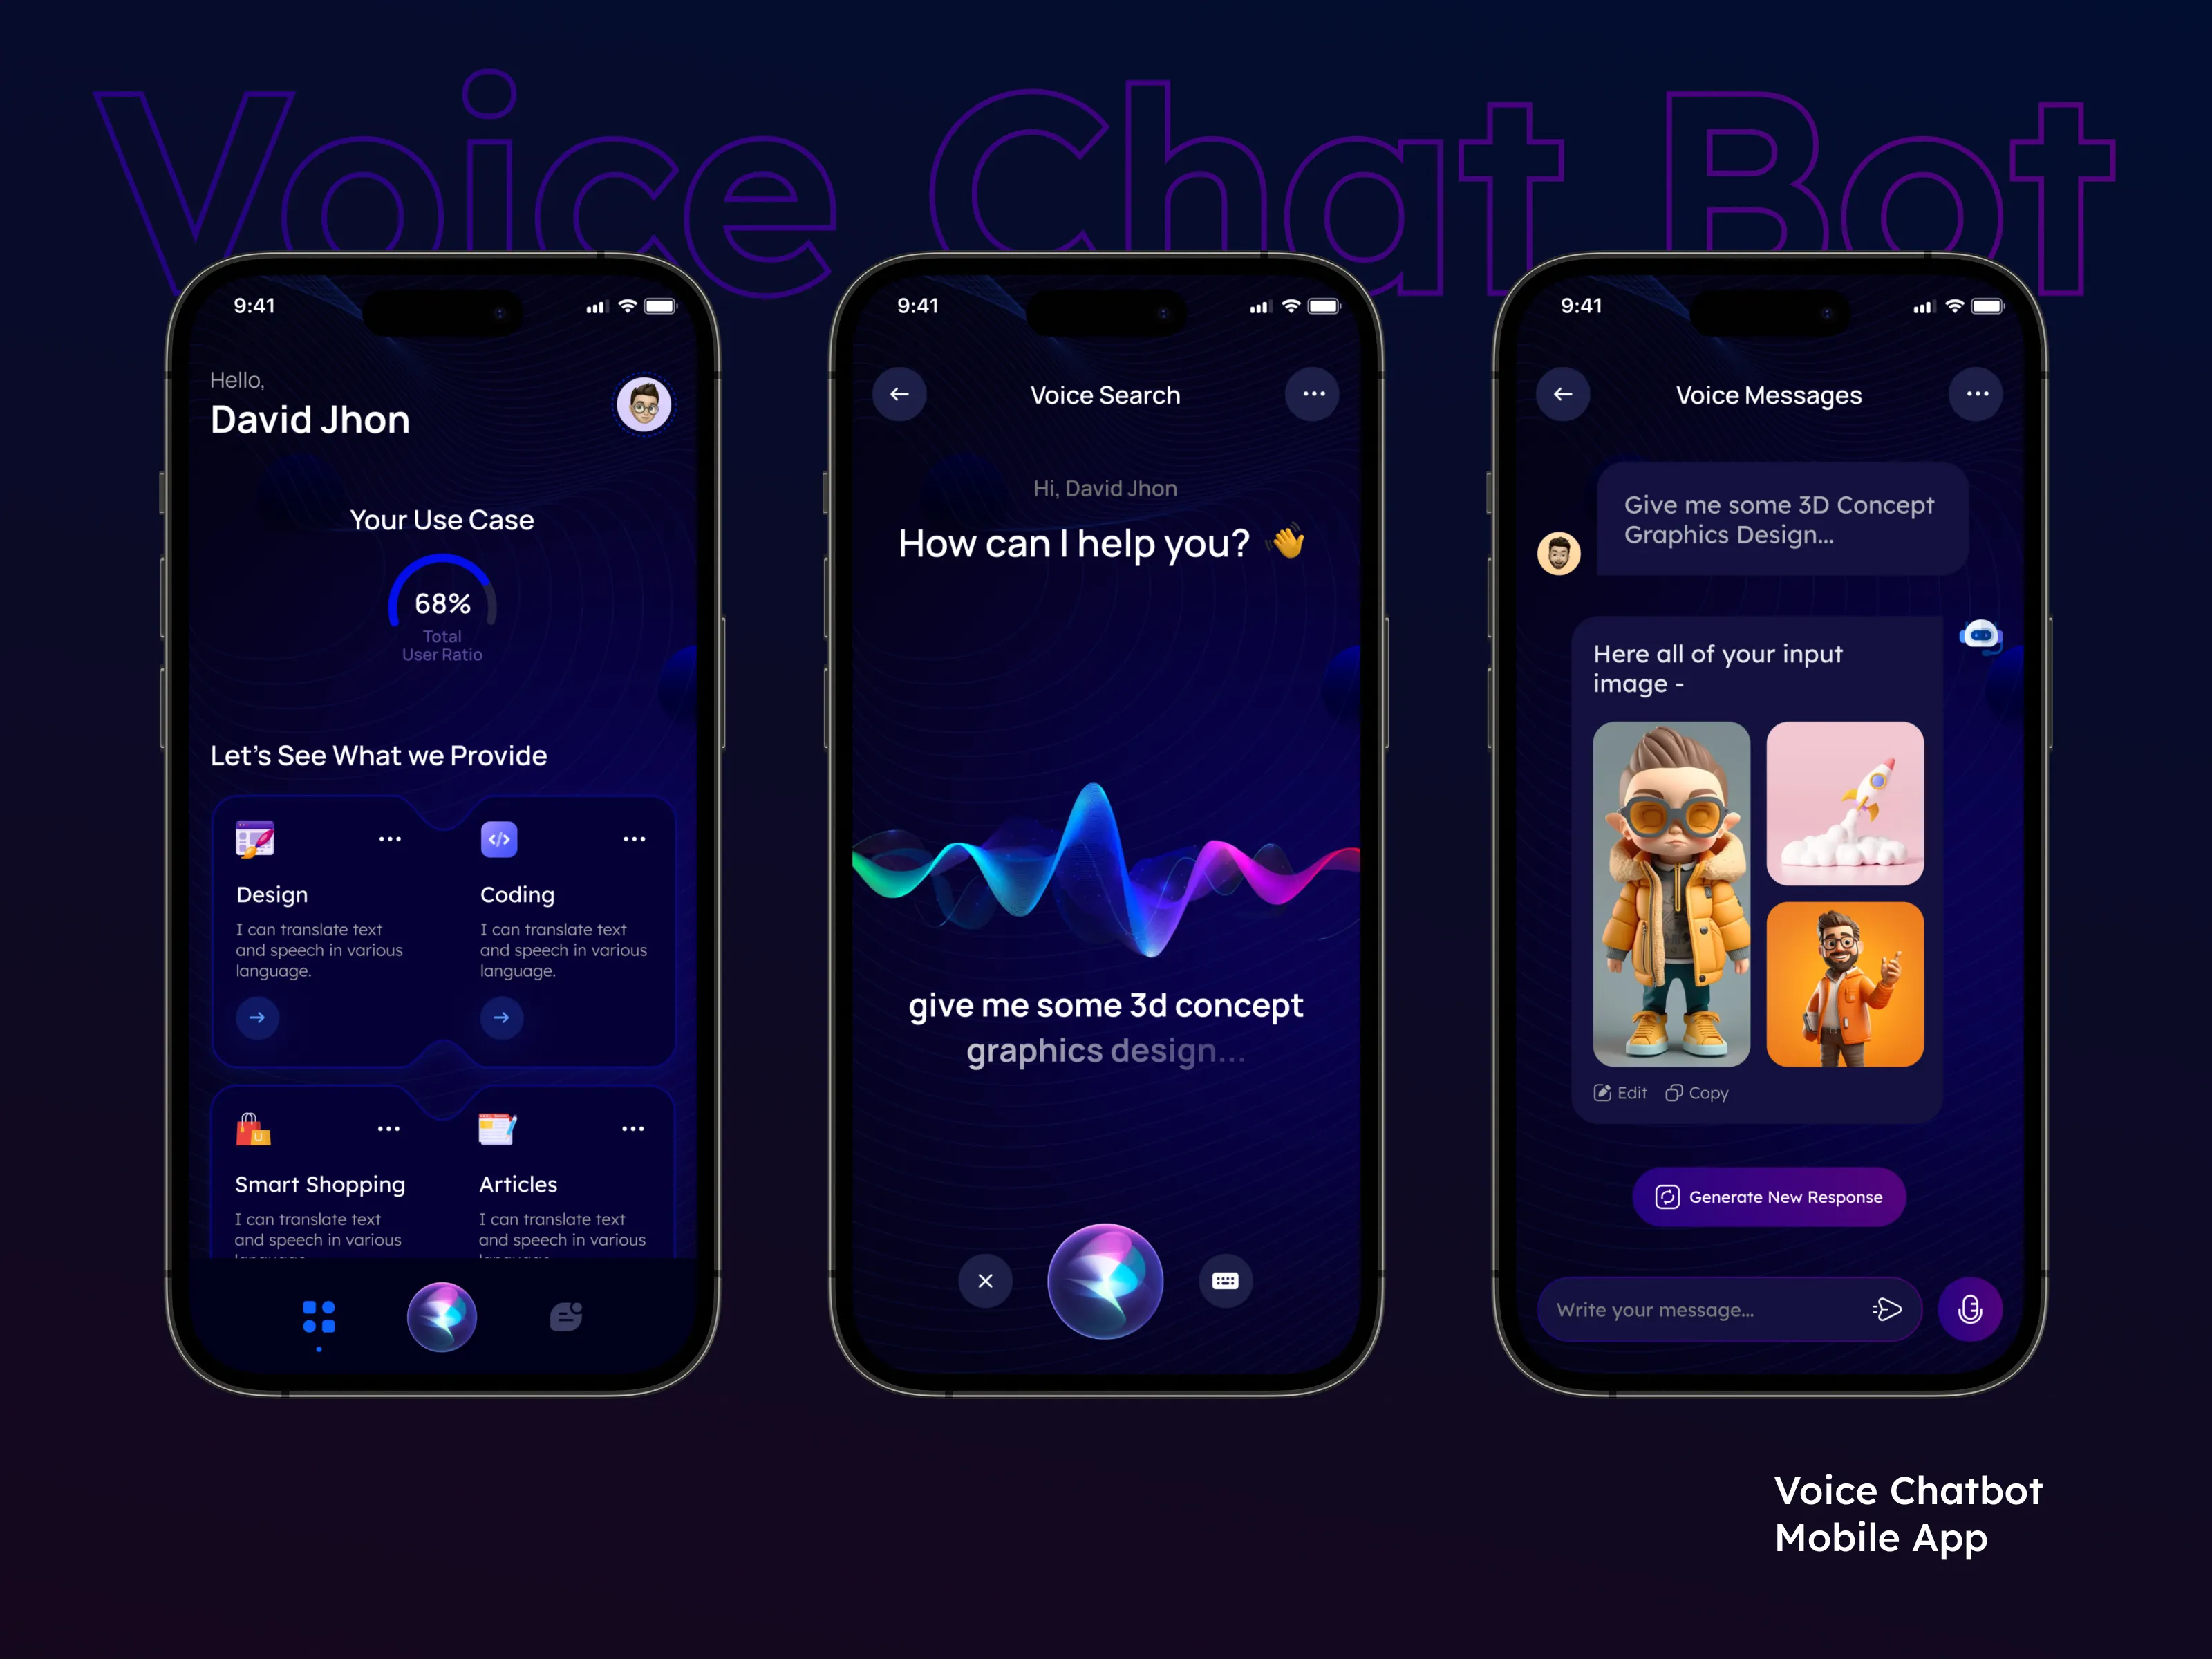 Voice Chat Bot
9:41
Hello,
David Jhon
Your Use Case
68%
Total
User Ratio
Let's See What we Provide
Design
I can translate text
and speech in various
language.
Coding
I can translate text
and speech in various
language.
Smart Shopping
I can translate text
and speech in various
Articles
I can translate text
and speech in various
9:41
Voice Search
Hi, David Jhon
How can I help you? 👋
give me some 3d concept
graphics design...
9:41
Voice Messages
Give me some 3D Concept
Graphics Design...
Here all of your input
image -
Edit
Copy
Generate New Response
Write your message...
Voice Chatbot
Mobile App